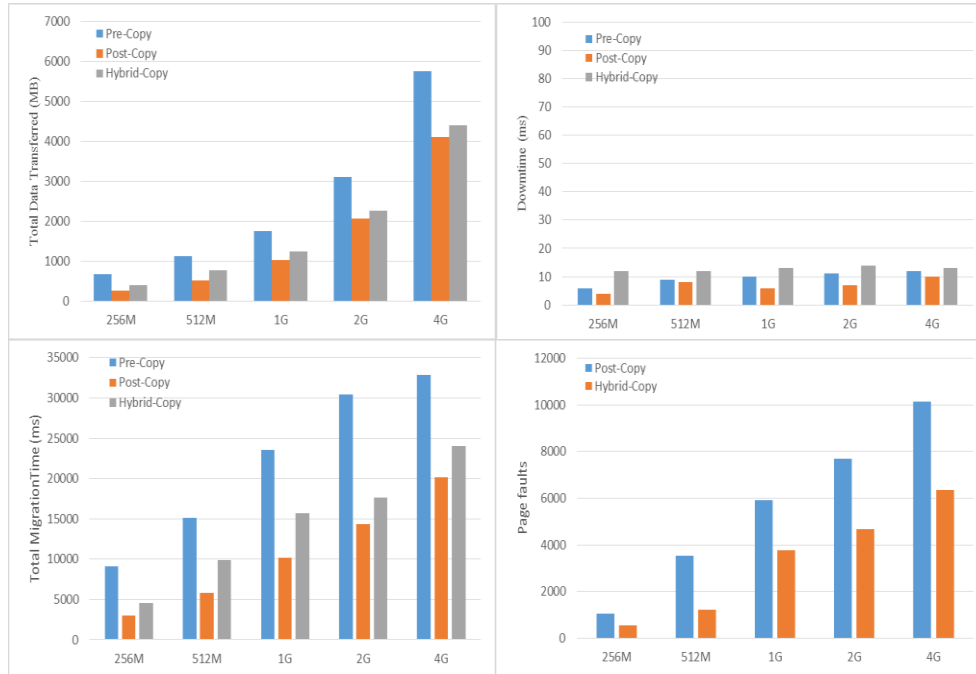 Total Data Transferred (MB)
7000
6000
5000
4000
3000
2000
1000
0
Pre-Copy
Post-Copy
Hybrid-Copy
256M 512M 1G 2G 4G
Dowmtime (ms)
100
90
80
70
60
50
40
30
20
10
0
Pre-Copy
Post-Copy
Hybrid-Copy
256M 512M 1G 2G 4G
Total MigrationTime (ms)
35000
30000
25000
20000
15000
10000
5000
0
Pre-Copy
Post-Copy
Hybrid-Copy
256M 512M 1G 2G 4G
Page faults
12000
10000
8000
6000
4000
2000
0
Post-Copy
Hybrid-Copy
256M 512M 1G 2G 4G